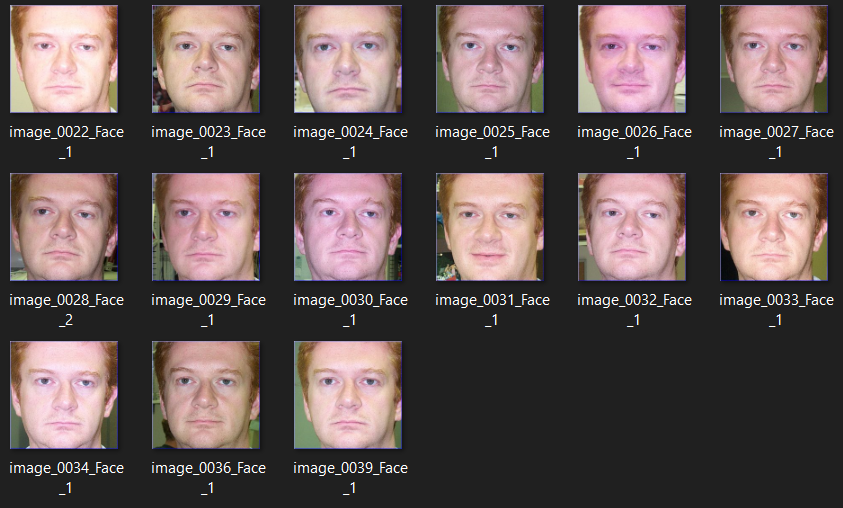 image_0022_Face
_1
image_0023_Face
_1
image_0024_Face
_1
image_0025_Face
_1
image_0026_Face
_1
image_0027_Face
_1
image_0028_Face
_2
image_0029_Face
_1
image_0030_Face
_1
image_0031_Face
_1
image_0032_Face
_1
image_0033_Face
_1
image_0034_Face
_1
image_0036_Face
_1
image_0039_Face
_1